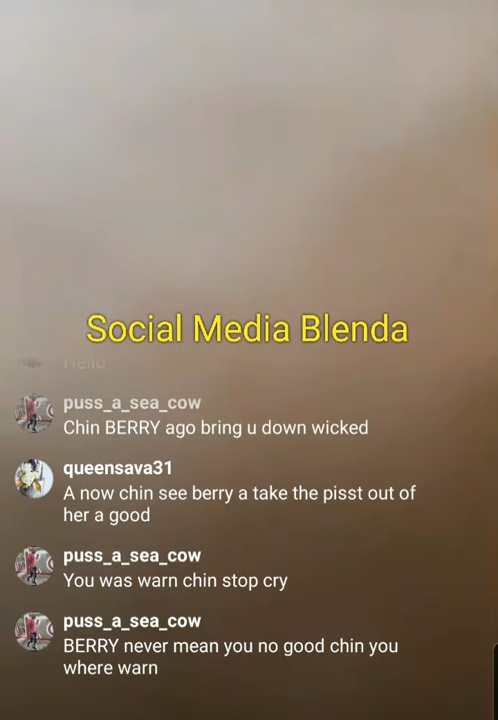 Social Media Blenda
Hello
puss_a_sea_cow
Chin BERRY ago bring u down wicked
queensava31
A now chin see berry a take the pisst out of
her a good
puss_a_sea_cow
You was warn chin stop cry
puss_a_sea_cow
BERRY never mean you no good chin you
where warn